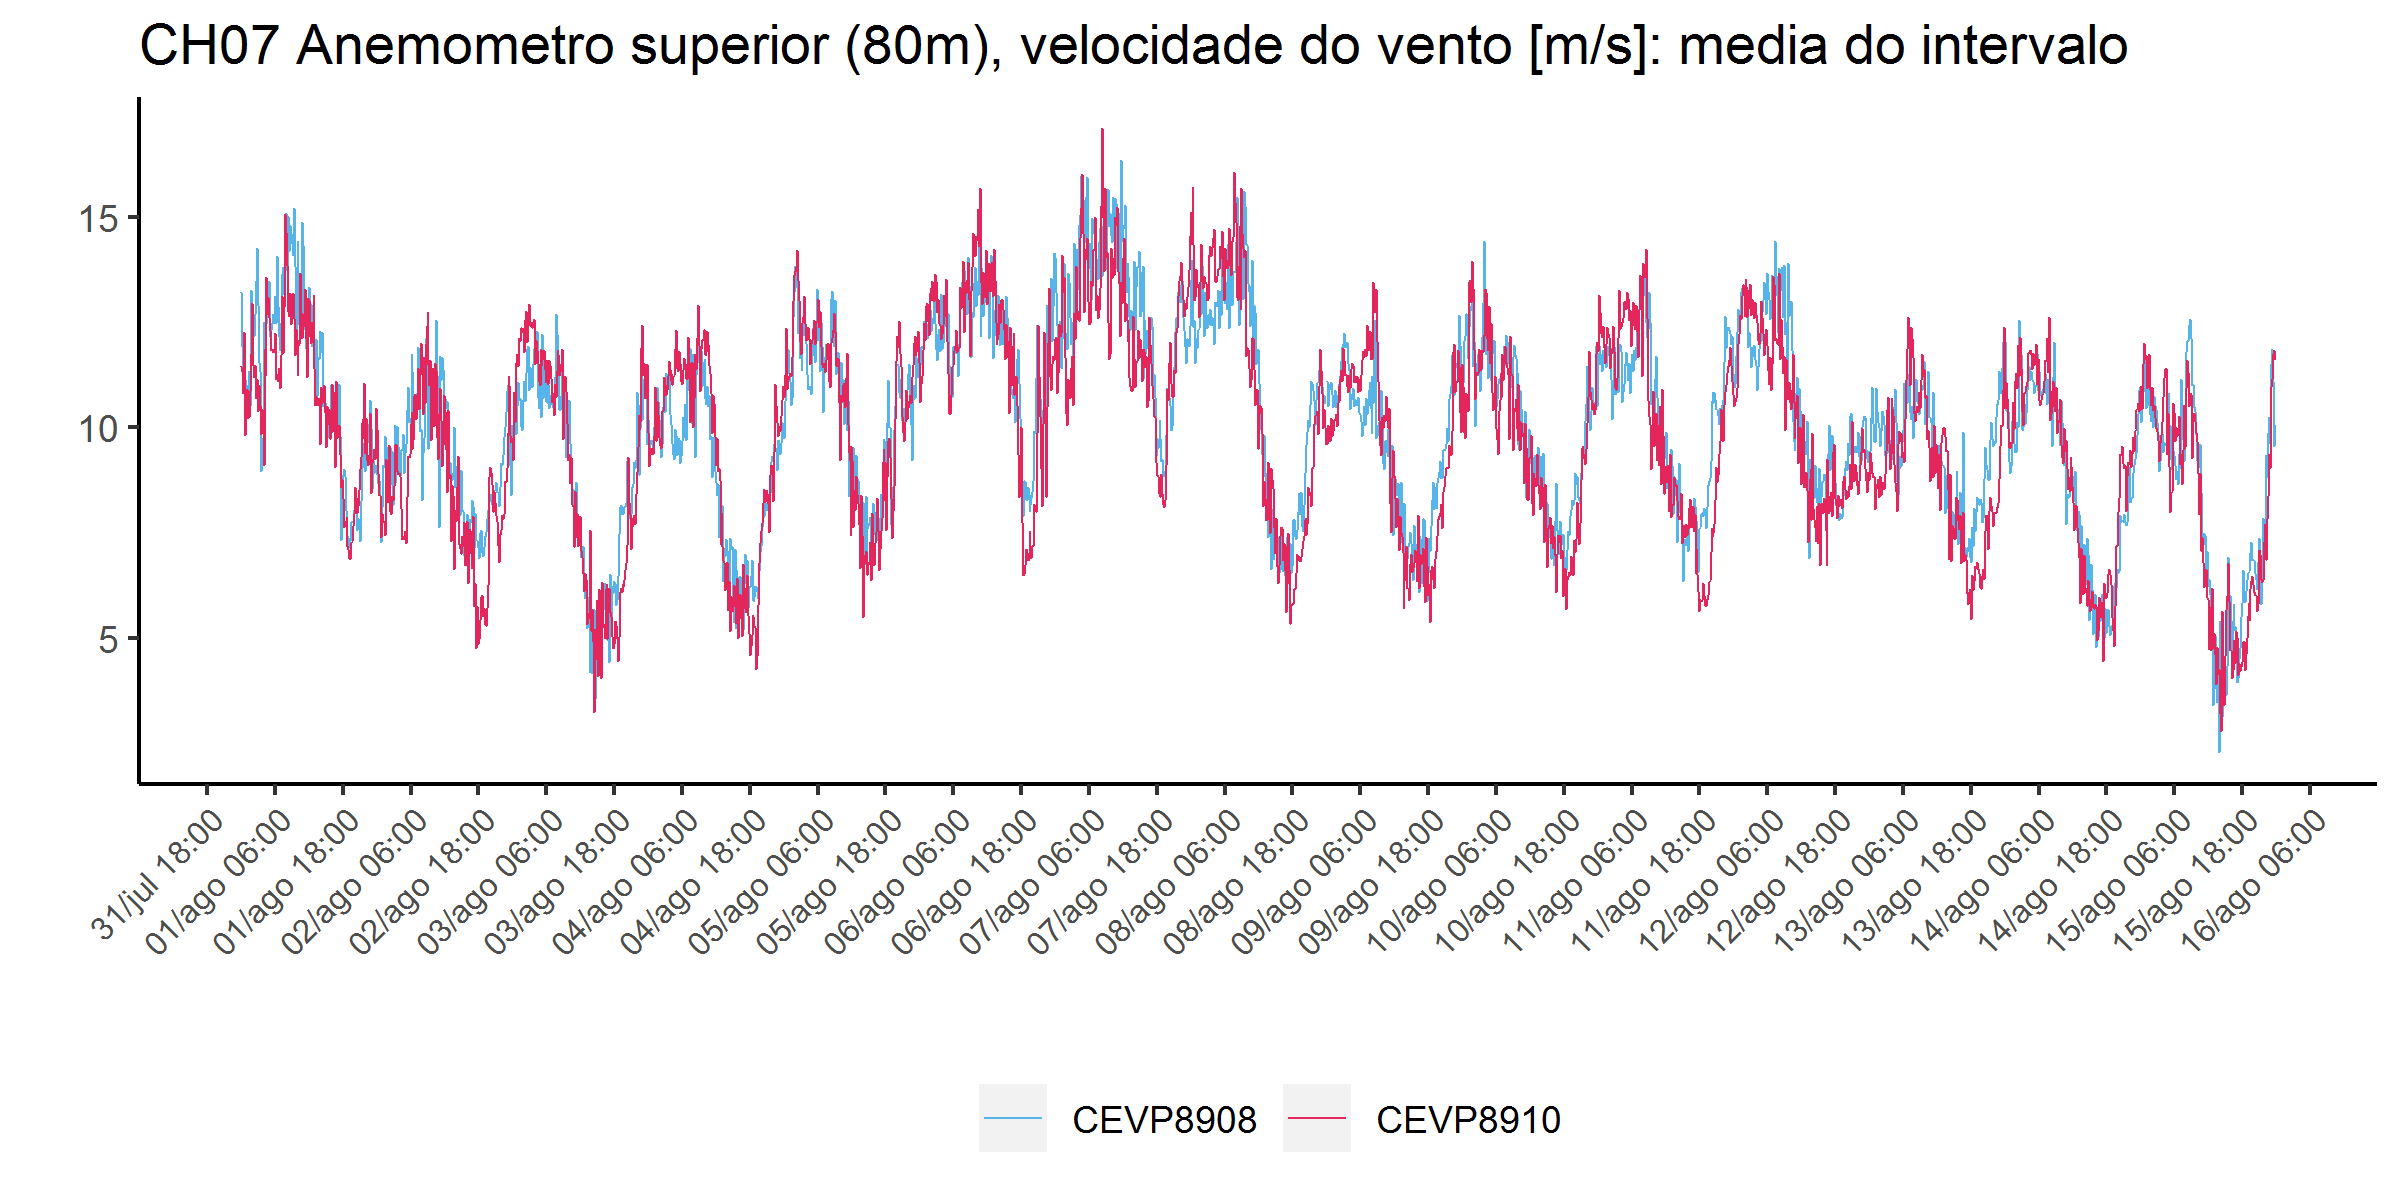 CH07 Anemometro superior (80m), velocidade do vento [m/s]: media do intervalo
15
10
5
31/jul 18:00
01/ago 06:00
01/ago 18:00
02/ago 06:00
02/ago 18:00
03/ago 06:00
03/ago 18:00
04/ago 06:00
04/ago 18:00
05/ago 06:00
05/ago 18:00
06/ago 06:00
06/ago 18:00
07/ago 06:00
07/ago 18:00
08/ago 06:00
08/ago 18:00
09/ago 06:00
09/ago 18:00
10/ago 06:00
10/ago 18:00
11/ago 06:00
11/ago 18:00
12/ago 06:00
12/ago 18:00
13/ago 06:00
13/ago 18:00
14/ago 06:00
14/ago 18:00
15/ago 06:00
15/ago 18:00
16/ago 06:00
CEVP8908
CEVP8910